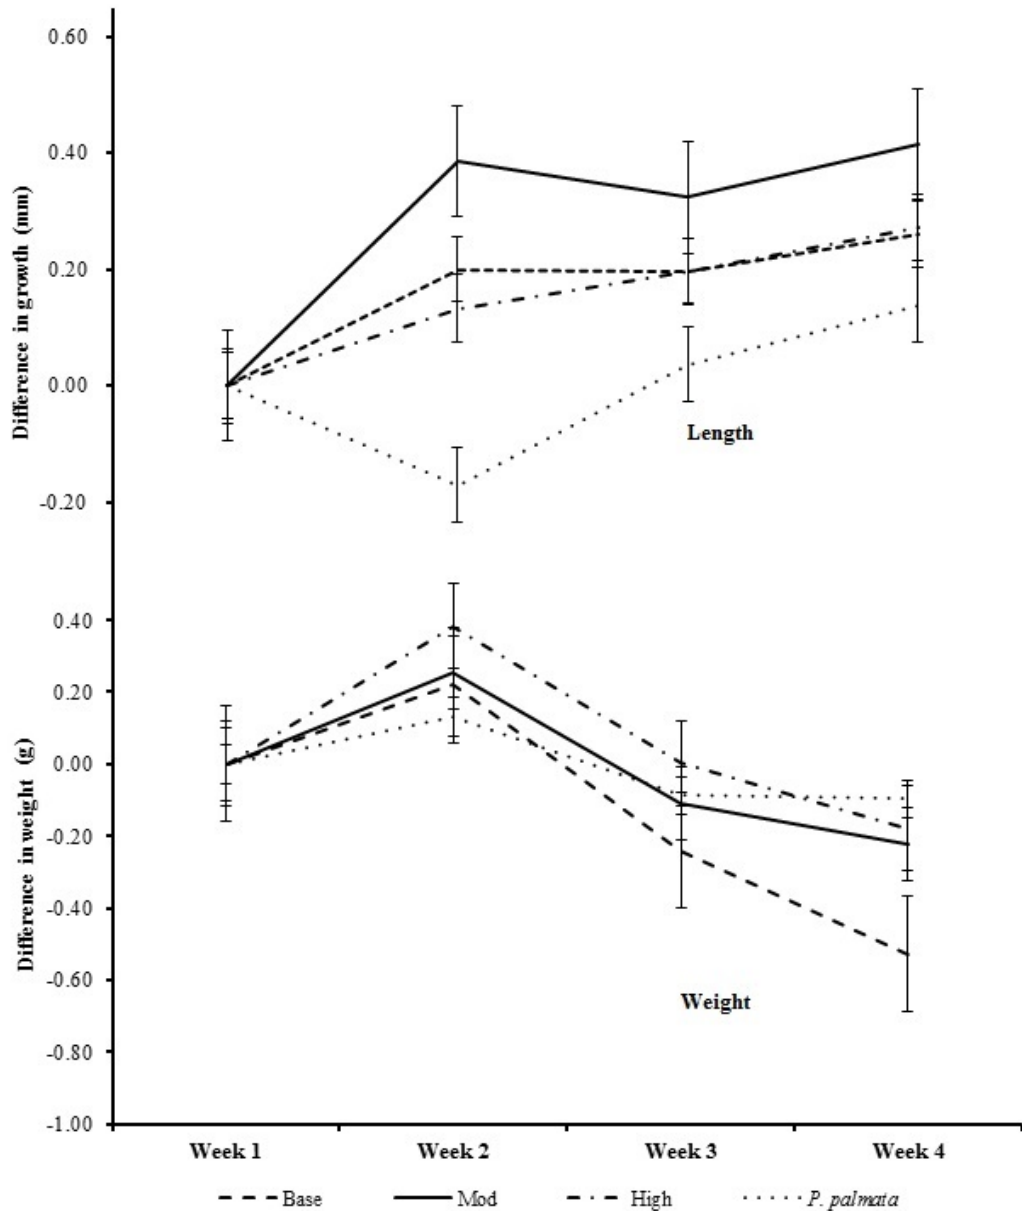 0.60
0.40
0.20
0.00
-0.20
Difference in growth (mm)
Length
0.40
0.20
0.00
-0.20
-0.40
-0.60
-0.80
-1.00
Difference in weight (g)
Weight
Week 1 Week 2 Week 3 Week 4
Base Mod High P. palmata